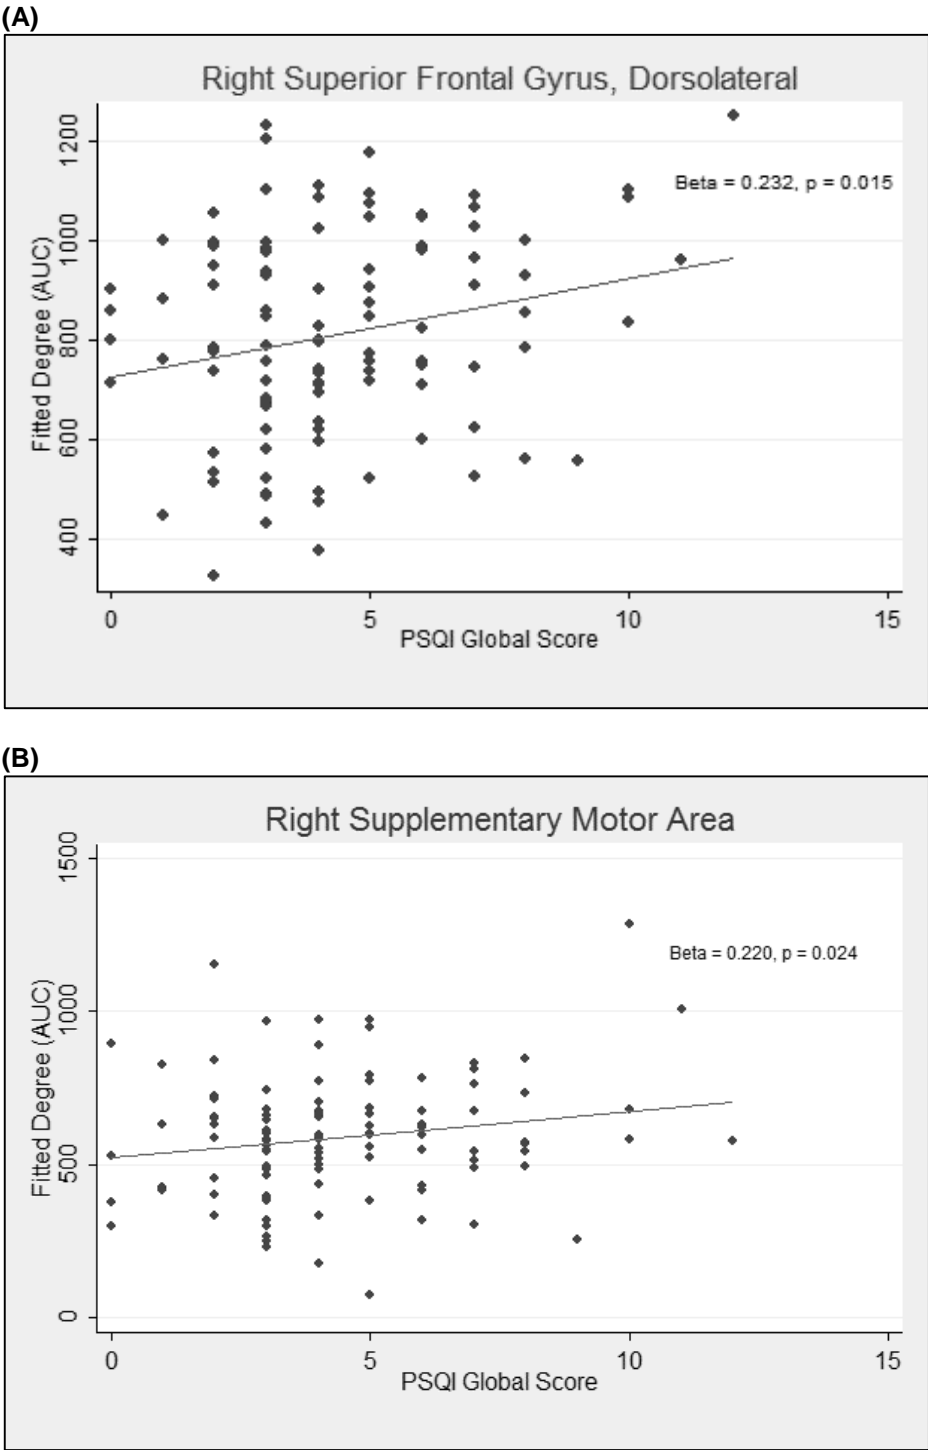 (A)
Right Superior Frontal Gyrus, Dorsolateral
1200
1000
800
600
400
Fitted Degree (AUC)
Beta = 0.232, p = 0.015
0 5 10 15
PSQI Global Score
(B)
Right Supplementary Motor Area
1500
1000
500
0
Fitted Degree (AUC)
Beta = 0.220, p = 0.024
0 5 10 15
PSQI Global Score